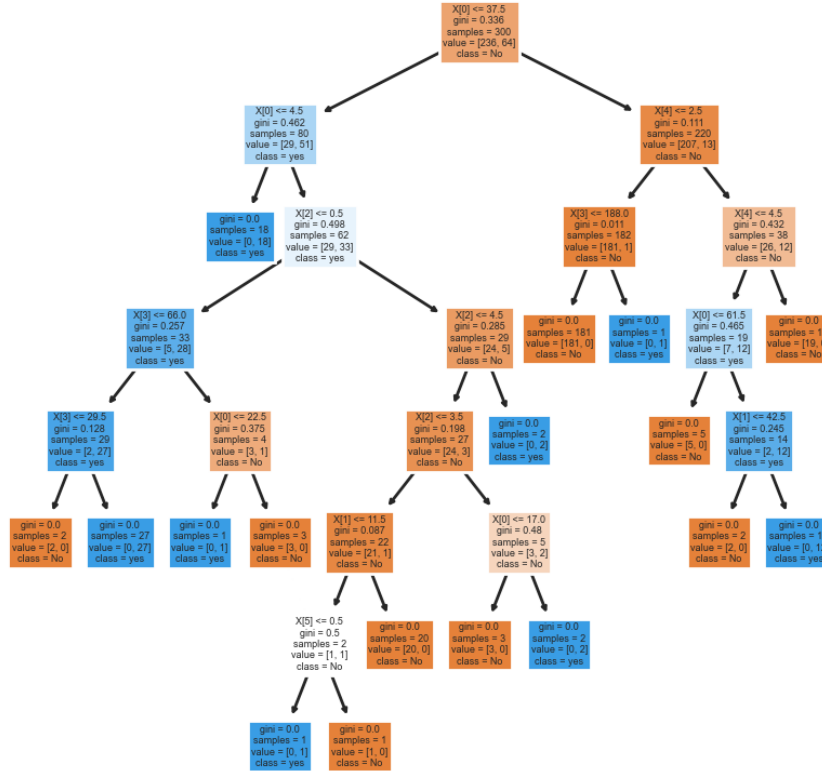 X[0] <= 37.5
gini = 0.336
samples = 300
value = [236, 64]
class = No
X[0] <= 4.5
gini = 0.462
samples = 80
value = [29, 51]
class = yes
X[4] <= 2.5
gini = 0.111
samples = 220
value = [207, 13]
class = No
gini = 0.0
samples = 18
value = [0, 18]
class = yes
X[2] <= 0.5
gini = 0.498
samples = 62
value = [29, 33]
class = yes
X[3] <= 188.0
gini = 0.011
samples = 182
value = [181, 1]
class = No
X[4] <= 4.5
gini = 0.432
samples = 38
value = [26, 12]
class = No
X[3] <= 66.0
gini = 0.257
samples = 33
value = [5, 28]
class = yes
X[2] <= 4.5
gini = 0.285
samples = 29
value = [24, 5]
class = No
gini = 0.0
samples = 181
value = [181, 0]
class = No
gini = 0.0
samples = 1
value = [0, 1]
class = yes
X[0] <= 61.5
gini = 0.465
samples = 19
value = [7, 12]
class = yes
gini = 0.0
samples = 1
value = [19,
class = No
X[3] <= 29.5
gini = 0.128
samples = 29
value = [2, 27]
class = yes
X[0] <= 22.5
gini = 0.375
samples = 4
value = [3, 1]
class = No
X[2] <= 3.5
gini = 0.198
samples = 27
value = [24, 3]
class = No
gini = 0.0
samples = 2
value = [0, 2]
class = yes
gini = 0.0
samples = 5
value = [5, 0]
class = No
X[1] <= 42.5
gini = 0.245
samples = 14
value = [2, 12]
class = yes
gini = 0.0
samples = 2
value = [2, 0]
class = No
gini = 0.0
samples = 27
value = [0, 27]
class = yes
gini = 0.0
samples = 1
value = [0, 1]
class = yes
gini = 0.0
samples = 3
value = [3, 0]
class = No
X[1] <= 11.5
gini = 0.087
samples = 22
value = [21, 1]
class = No
X[0] <= 17.0
gini = 0.48
samples = 5
value = [3, 2]
class = No
gini = 0.0
samples = 2
value = [2, 0]
class = No
gini = 0.0
samples = 1
value = [0, 12
class = yes
X[5] <= 0.5
gini = 0.5
samples = 2
value = [1, 1]
class = No
gini = 0.0
samples = 20
value = [20, 0]
class = No
gini = 0.0
samples = 3
value = [3, 0]
class = No
gini = 0.0
samples = 2
value = [0, 2]
class = yes
gini = 0.0
samples = 1
value = [0, 1]
class = yes
gini = 0.0
samples = 1
value = [1, 0]
class = No